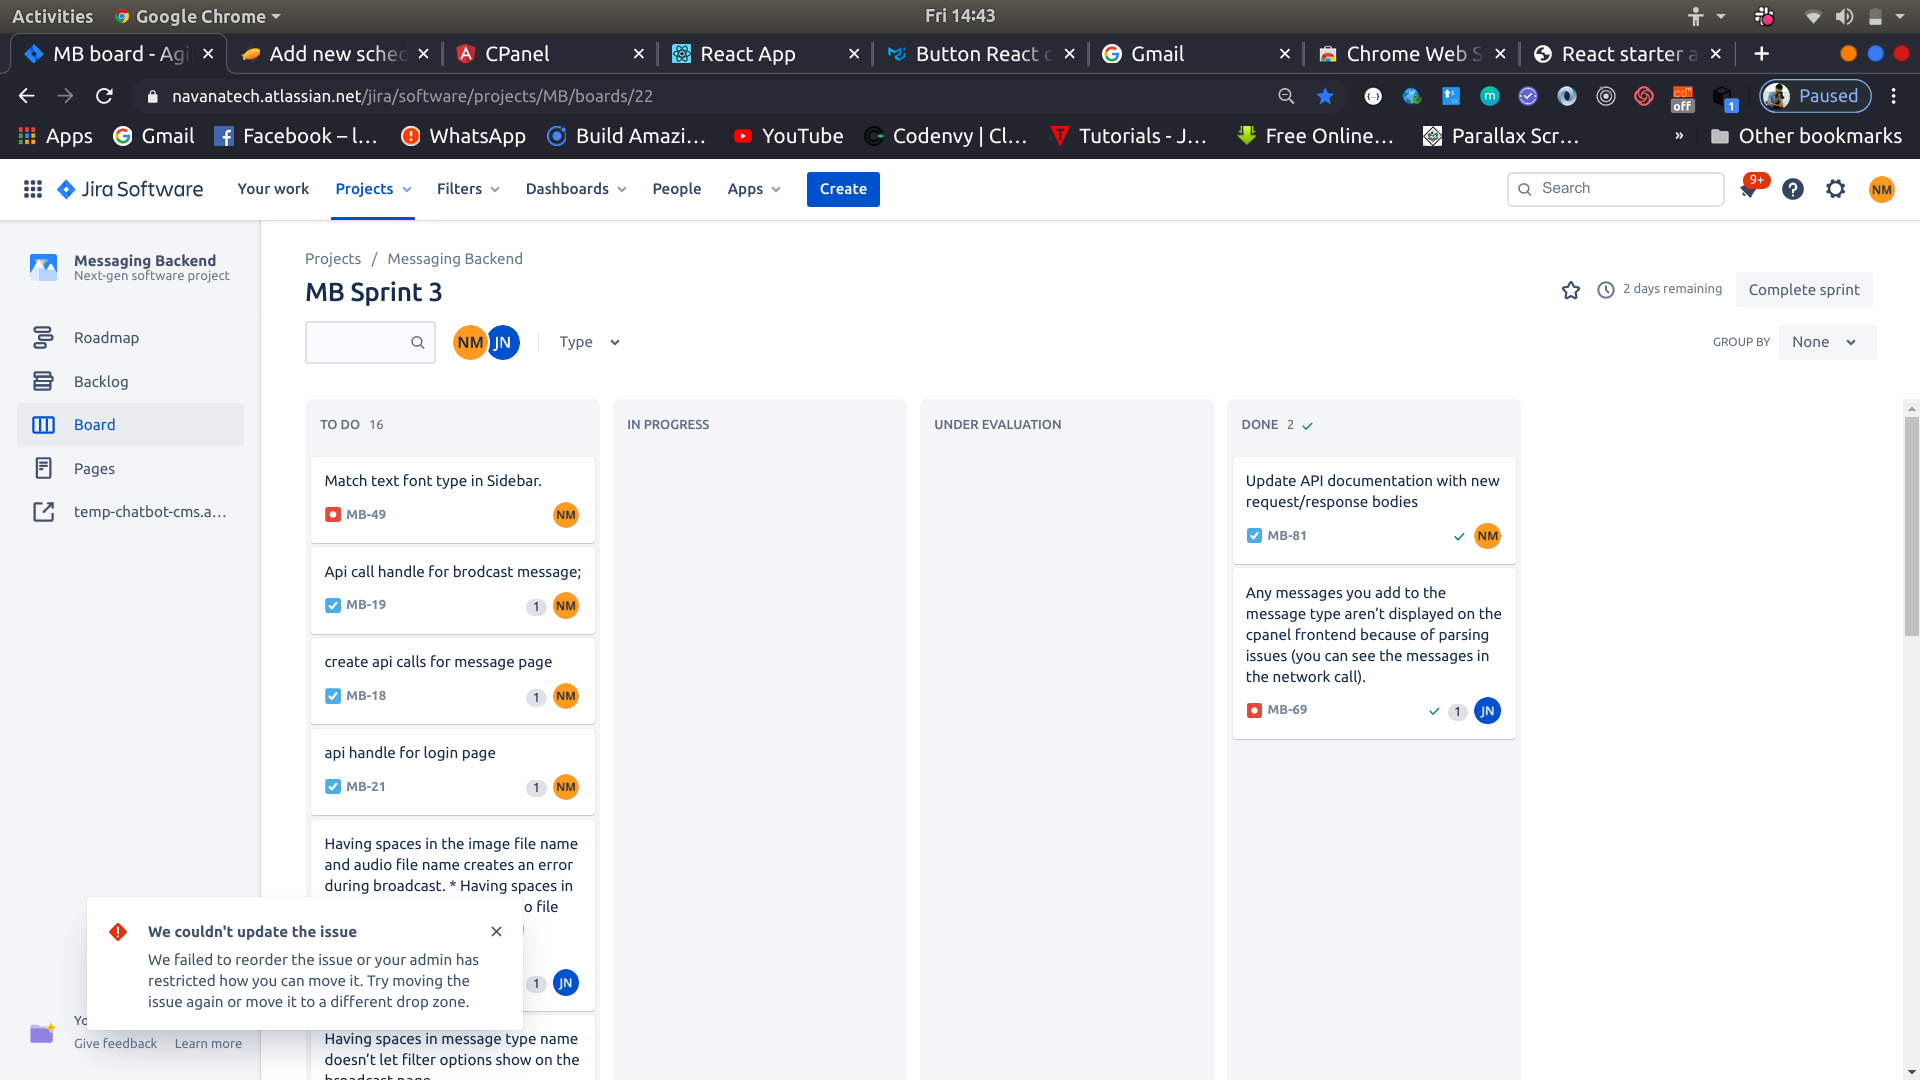 Activities
Google Chrome
Fri 14:43
MB board - Agi
Add new sched
CPanel
React App
Button React c
Gmail
Chrome Web S
React starter a
navanatech.atlassian.net/jira/software/projects/MB/boards/22
off
1
Paused
Apps
Gmail
Facebook – l...
WhatsApp
Build Amazi...
YouTube
Codenvy | Cl...
Tutorials - J...
Free Online...
Parallax Scr...
»
Other bookmarks
Jira Software
Your work
Projects
Filters
Dashboards
People
Apps
Create
Search
9+
NM
Messaging Backend
Next-gen software project
Roadmap
Backlog
Board
Pages
temp-chatbot-cms.a...
Projects / Messaging Backend
MB Sprint 3
2 days remaining
Complete sprint
NM
JN
Type
GROUP BY
None
TO DO 16
Match text font type in Sidebar.
MB-49
NM
Api call handle for brodcast message;
MB-19
1
NM
create api calls for message page
MB-18
1
NM
api handle for login page
MB-21
1
NM
Having spaces in the image file name
and audio file name creates an error
during broadcast. * Having spaces in
o file
1
JN
Having spaces in message type name
doesn't let filter options show on the
broadcast page
IN PROGRESS
UNDER EVALUATION
DONE 2
Update API documentation with new
request/response bodies
MB-81
NM
Any messages you add to the
message type aren't displayed on the
cpanel frontend because of parsing
issues (you can see the messages in
the network call).
MB-69
1
JN
We couldn't update the issue
We failed to reorder the issue or your admin has
restricted how you can move it. Try moving the
issue again or move it to a different drop zone.
Yo
Give feedback
Learn more